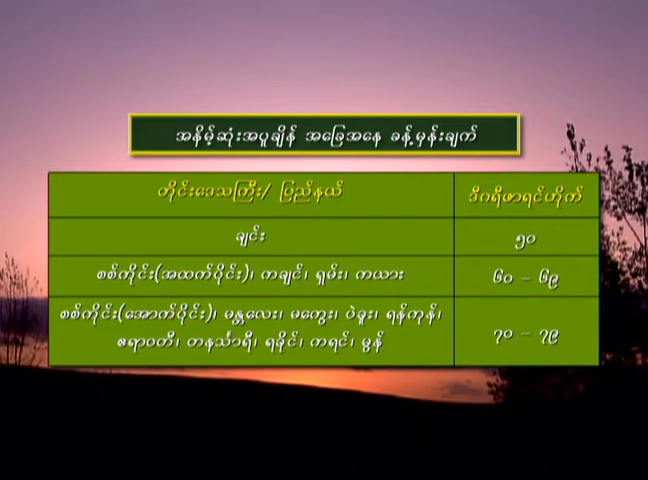 အနိမ့်ဆုံးအပူချိန် အခြေအနေ ခန့်မှန်းချက်
တိုင်းဒေသကြီး/ ပြည်နယ် ဒီဂရီဖာရင်ဟိုက်
ချင်း ၅၀
စစ်ကိုင်း(အထက်ပိုင်း)၊ ကချင်၊ ရှမ်း၊ ကယား ၆၀ – ၆၉
စစ်ကိုင်း(အောက်ပိုင်း)၊ မန္တလေး၊ မကွေး၊ ပဲခူး၊ ရန်ကုန်၊
ဧရာဝတီ၊ တနင်္သာရီ၊ ရခိုင်၊ ကရင်၊ မွန် ၇၀ – ၇၉